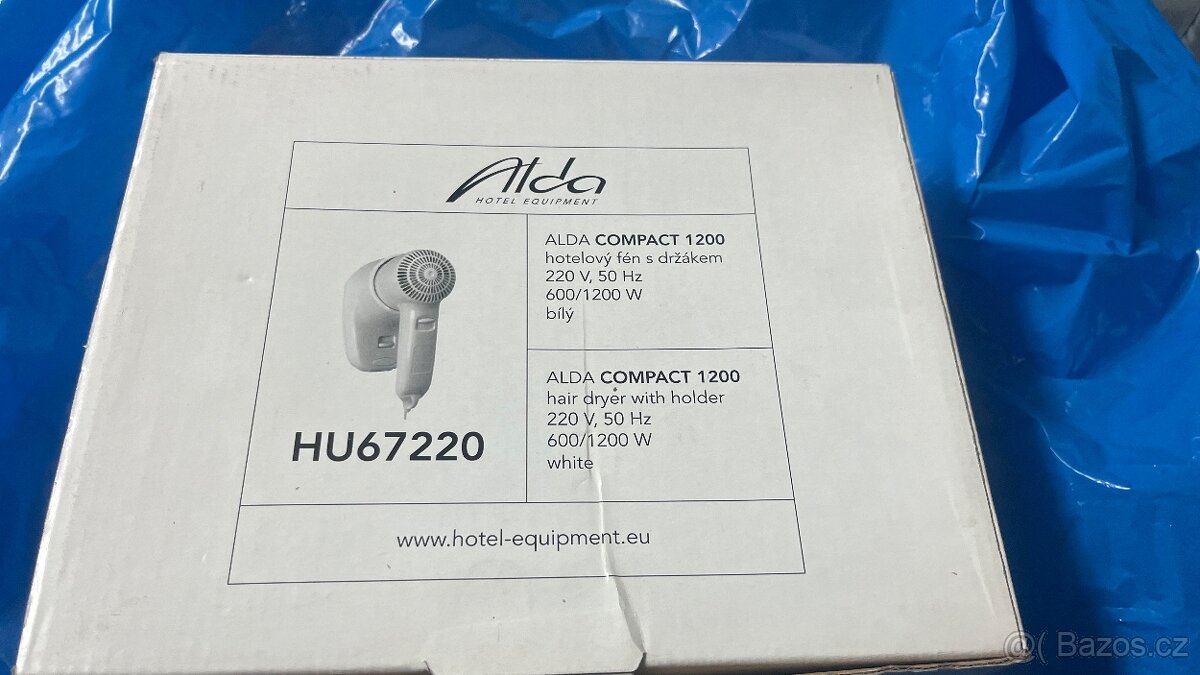 Alda
HOTEL EQUIPMENT
ALDA COMPACT 1200
hotelový fén s držákem
220 V, 50 Hz
600/1200 W
bílý
ALDA COMPACT 1200
hair dryer with holder
220 V, 50 Hz
600/1200 W
white
HU67220
www.hotel-equipment.eu
@( Bazos.cz